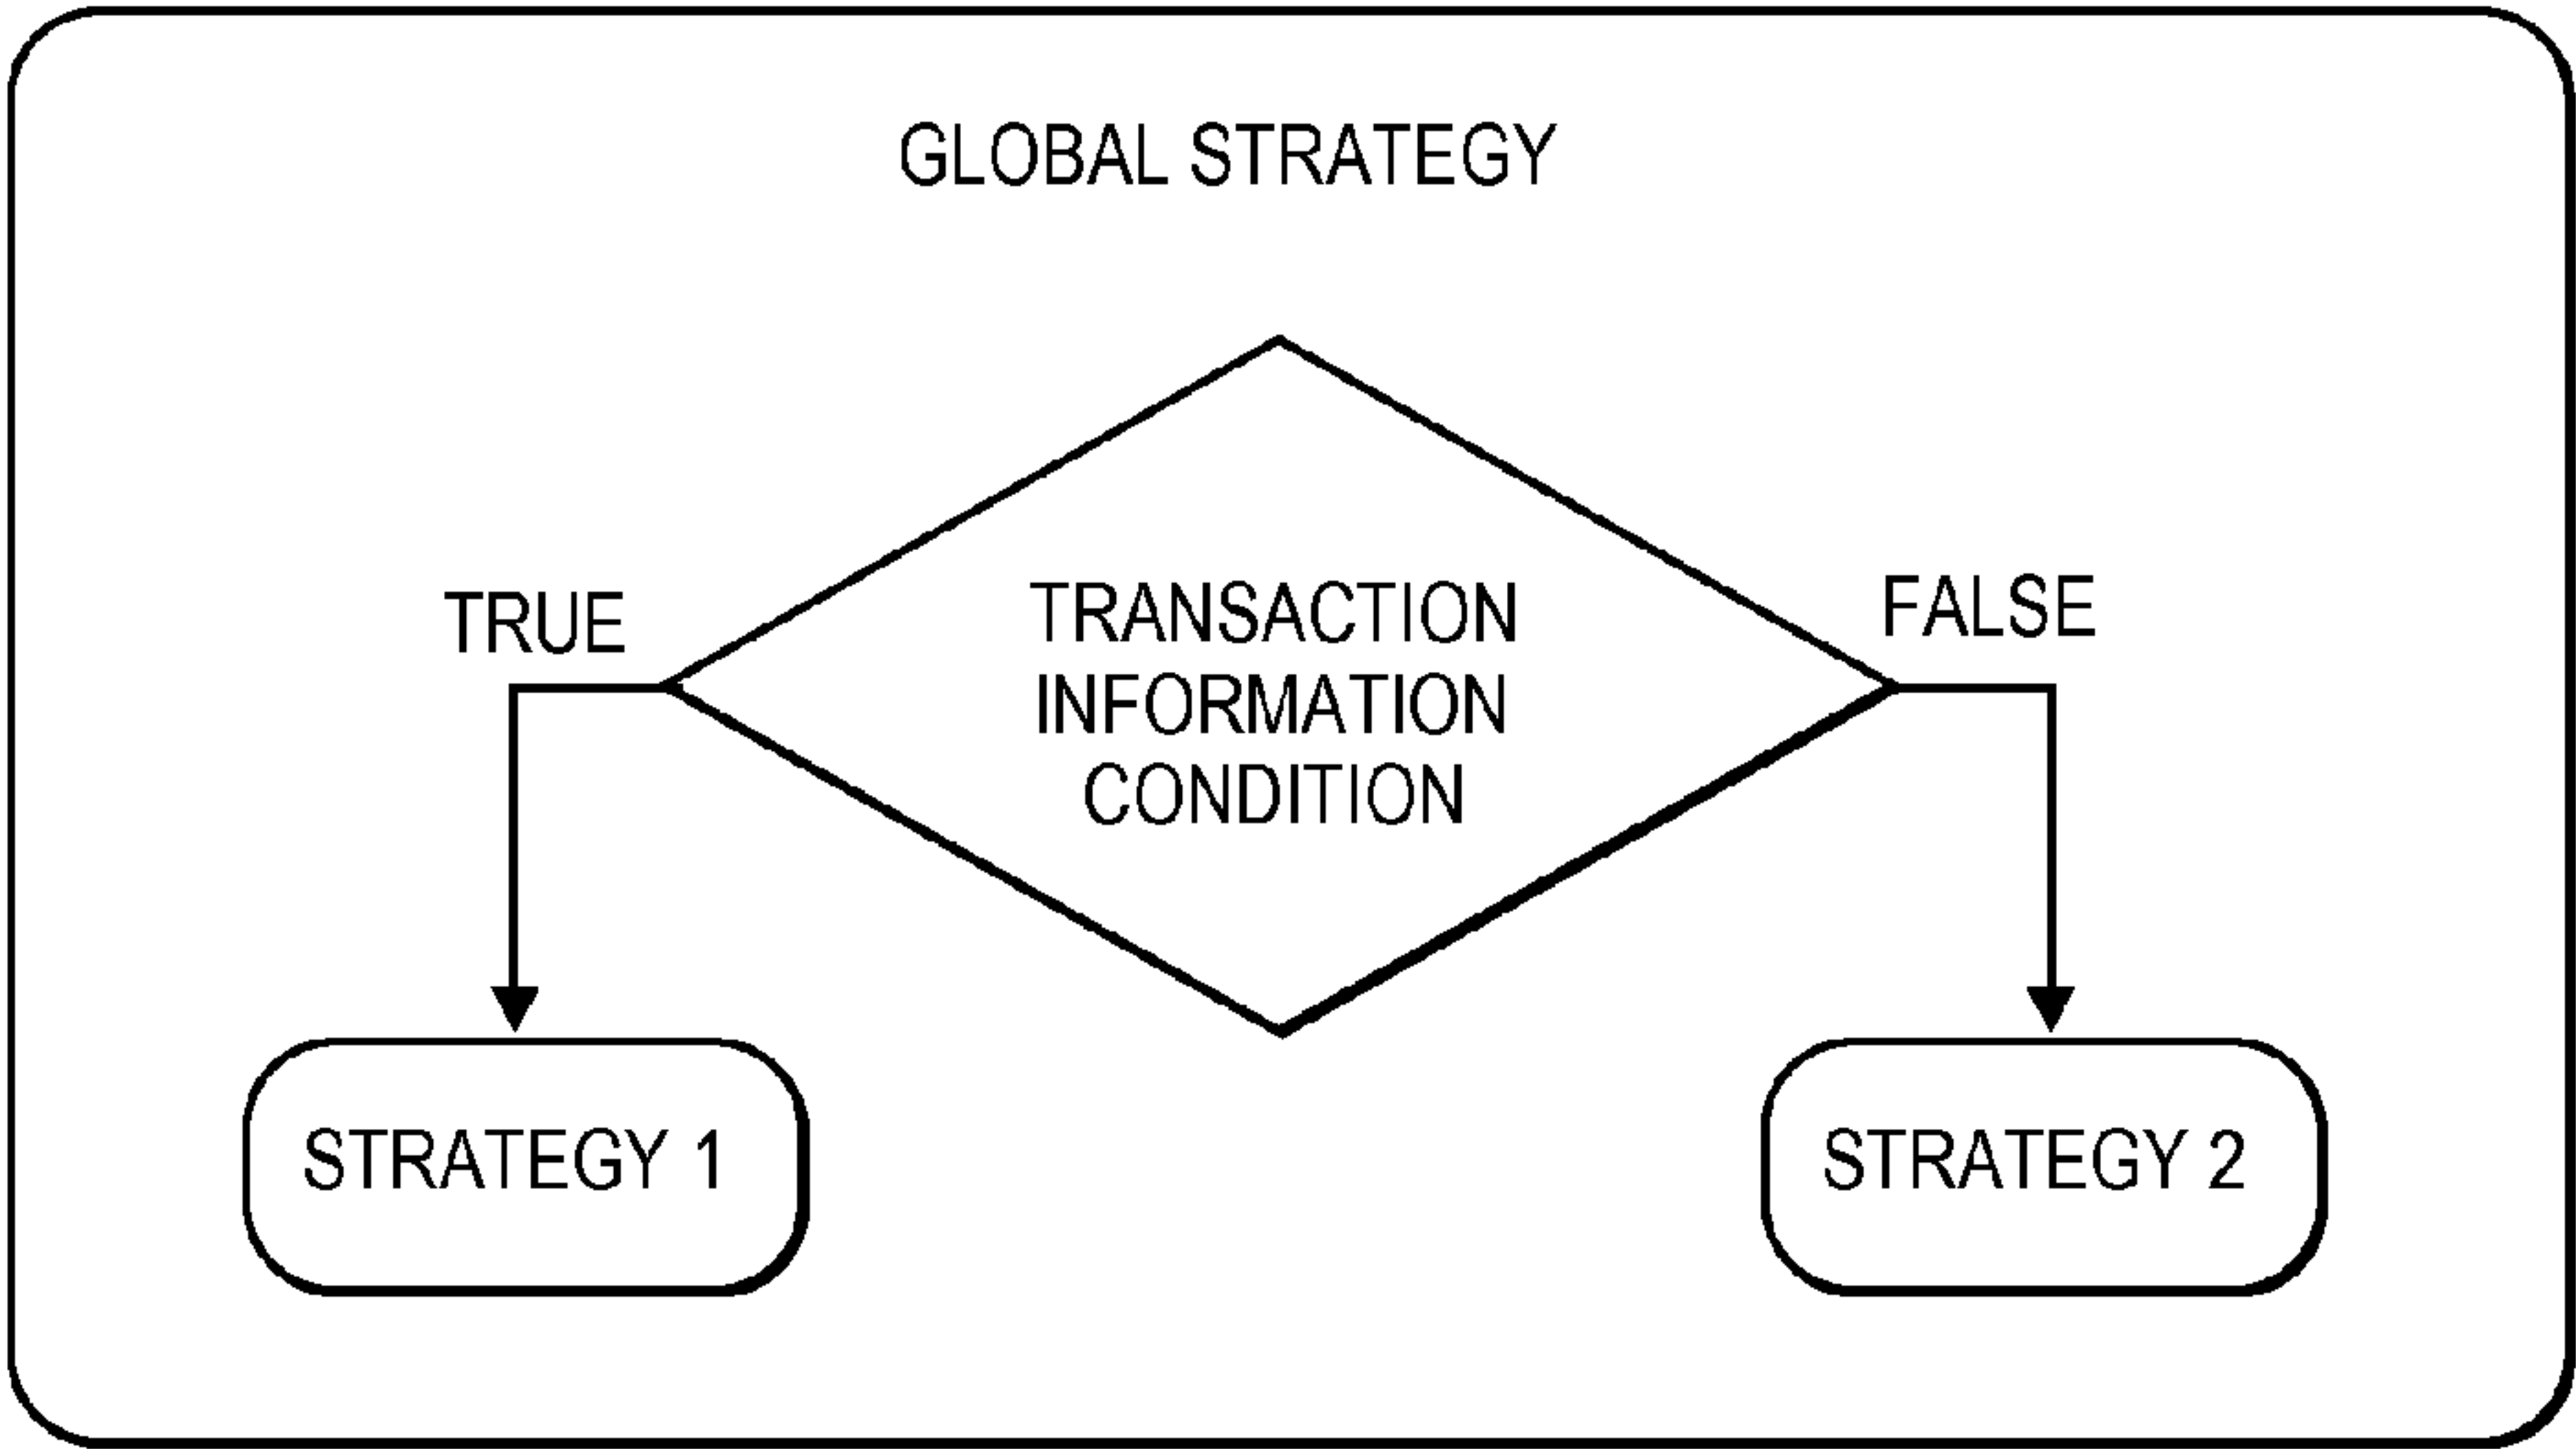 GLOBAL STRATEGY
TRUE
TRANSACTION
INFORMATION
CONDITION
FALSE
STRATEGY 1
STRATEGY 2